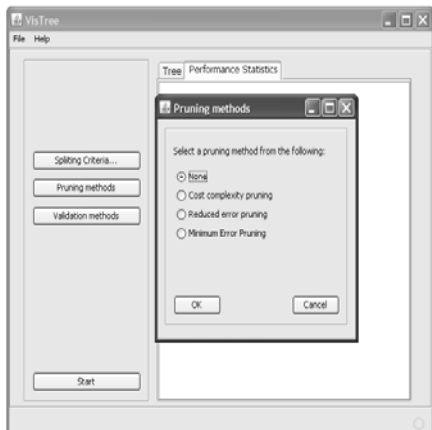 VisTree
File Help
Tree Performance Statistics
Pruning methods
Select a pruning method from the following:
None
Cost complexity pruning
Reduced error pruning
Minimum Error Pruning
OK Cancel
Spliting Criteria...
Pruning methods
Validation methods
Start